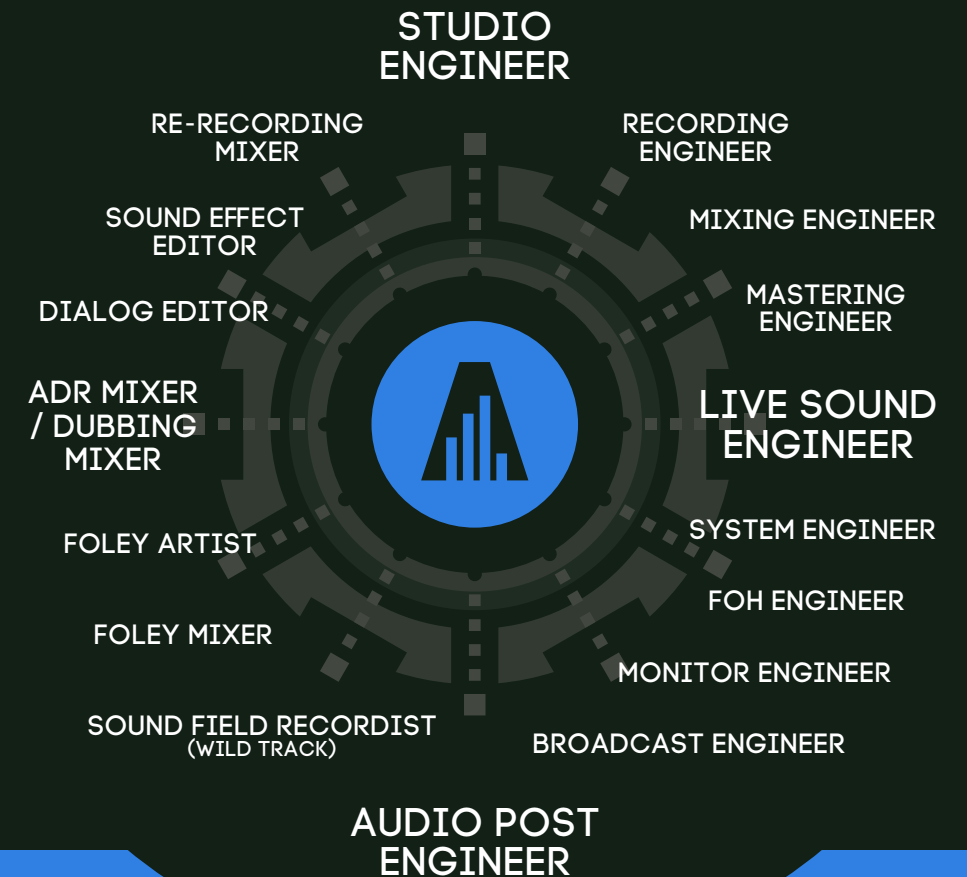 STUDIO
ENGINEER
RE-RECORDING
MIXER
RECORDING
ENGINEER
SOUND EFFECT
EDITOR
MIXING ENGINEER
DIALOG EDITOR
MASTERING
ENGINEER
ADR MIXER
/ DUBBING
MIXER
LIVE SOUND
ENGINEER
FOLEY ARTIST
SYSTEM ENGINEER
FOH ENGINEER
FOLEY MIXER
MONITOR ENGINEER
SOUND FIELD RECORDIST
(WILD TRACK)
BROADCAST ENGINEER
AUDIO POST
ENGINEER